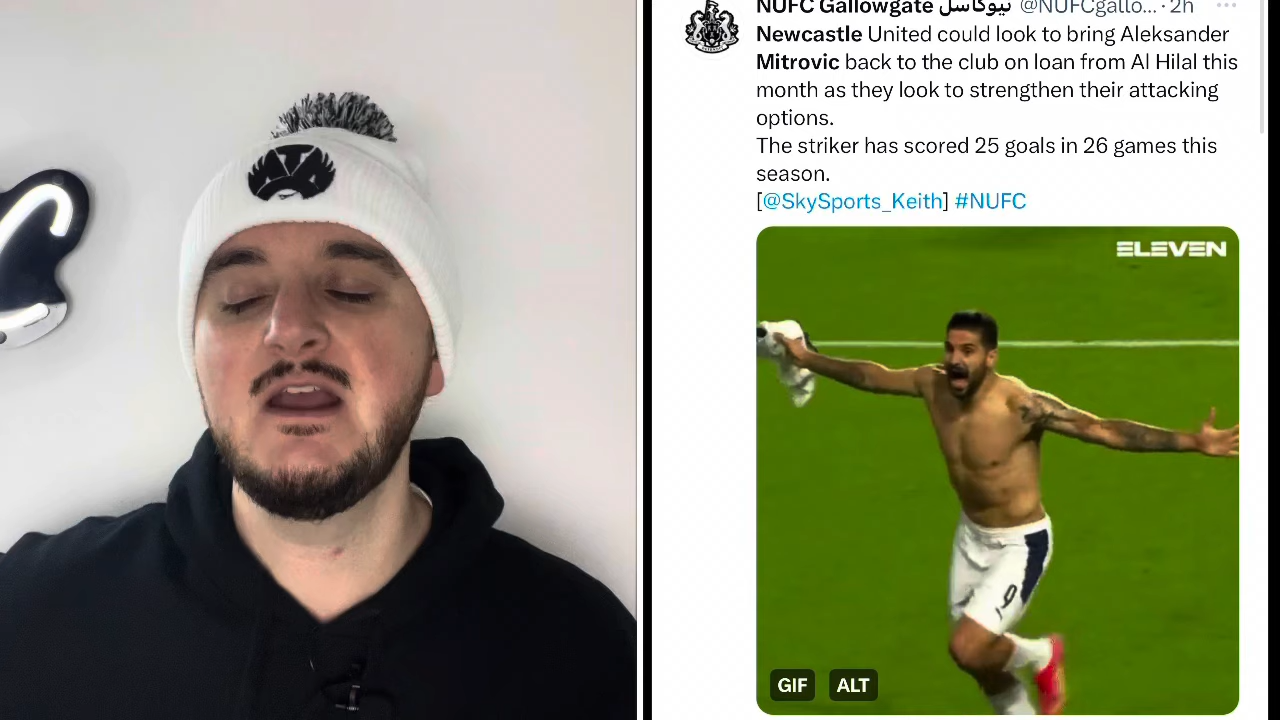 NUFC Gallowgate نيوكاسل @NUFCgallo... · 2h
Newcastle United could look to bring Aleksander
Mitrovic back to the club on loan from Al Hilal this
month as they look to strengthen their attacking
options.
The striker has scored 25 goals in 26 games this
season.
[@SkySports_Keith] #NUFC
ELEVEN
9
GIF ALT